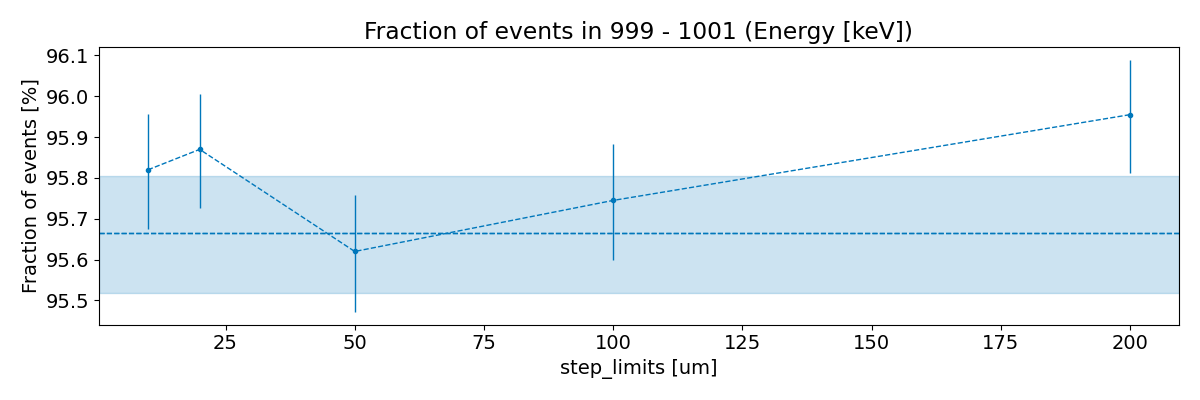 Fraction of events in 999 - 1001 (Energy [keV])
Fraction of events [%]
96.1
96.0
95.9
95.8
95.7
95.6
95.5
25 50 75 100 125 150 175 200
step_limits [um]